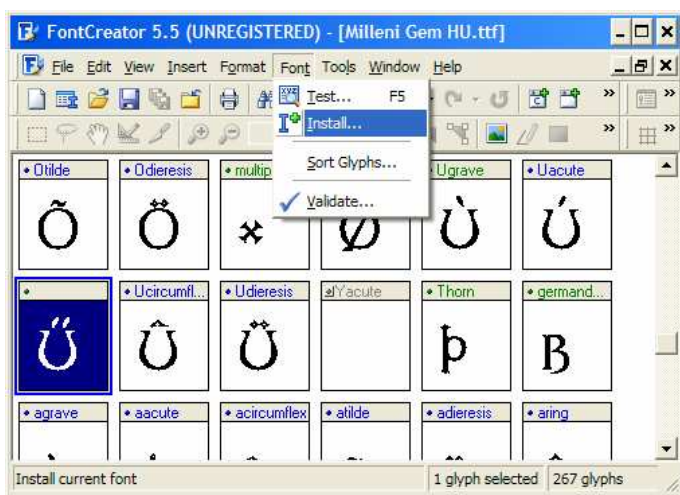 FontCreator 5.5 (UNREGISTERED) - [Milleni Gem HU.ttf]
File Edit View Insert Format Font Tools Window Help
Test... F5
Install...
Sort Glyphs...
Validate...
Otilde Odieresis multip Ugrave Uacute
Õ Ö × Ø Ù Ú
Ucircumfl... Udieresis Yacute Thorn germand...
Ű Û Ü Þ ß
agrave aacute acircumflex atilde adieresis aring
Install current font 1 glyph selected 267 glyphs